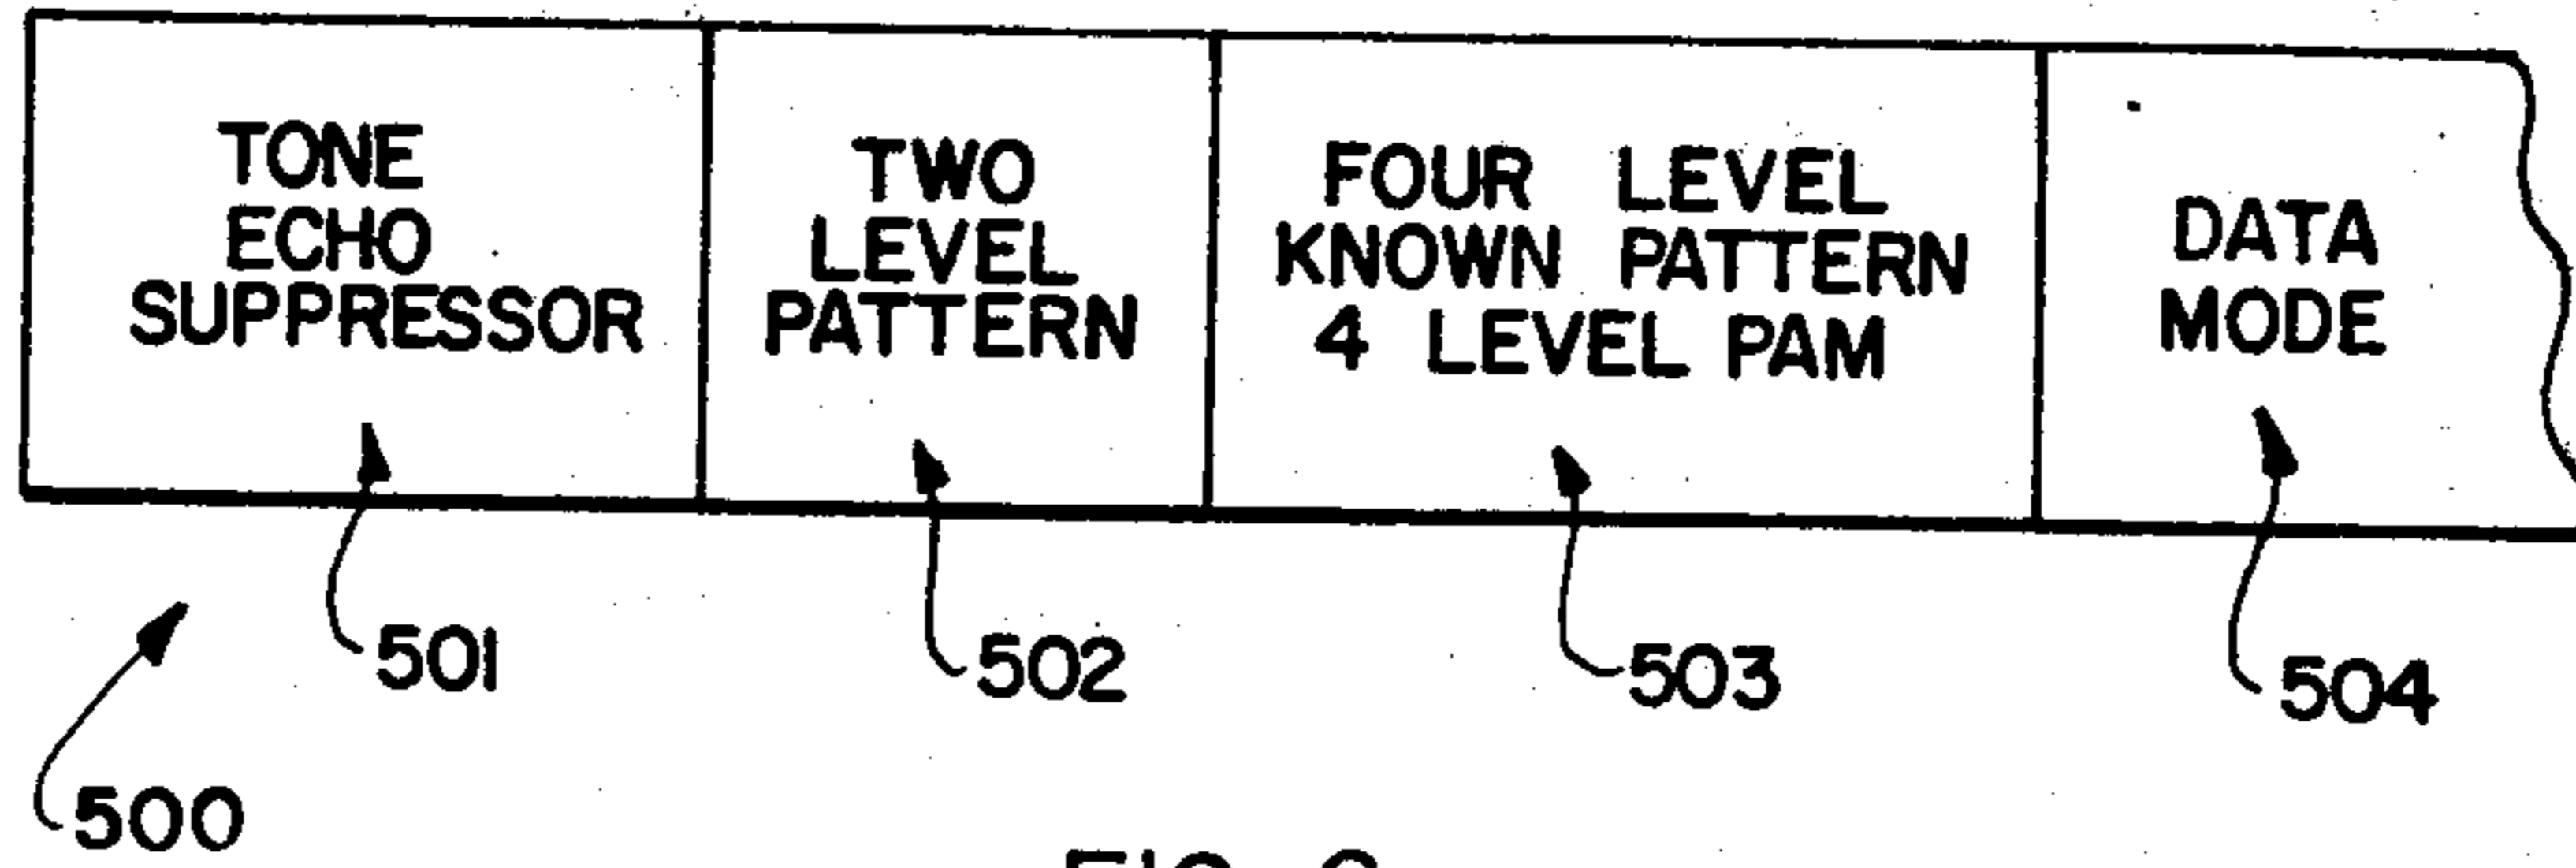 TONE
ECHO
SUPPRESSOR
TWO
LEVEL
PATTERN
FOUR LEVEL
KNOWN PATTERN
4 LEVEL PAM
DATA
MODE
501
502
503
504
500